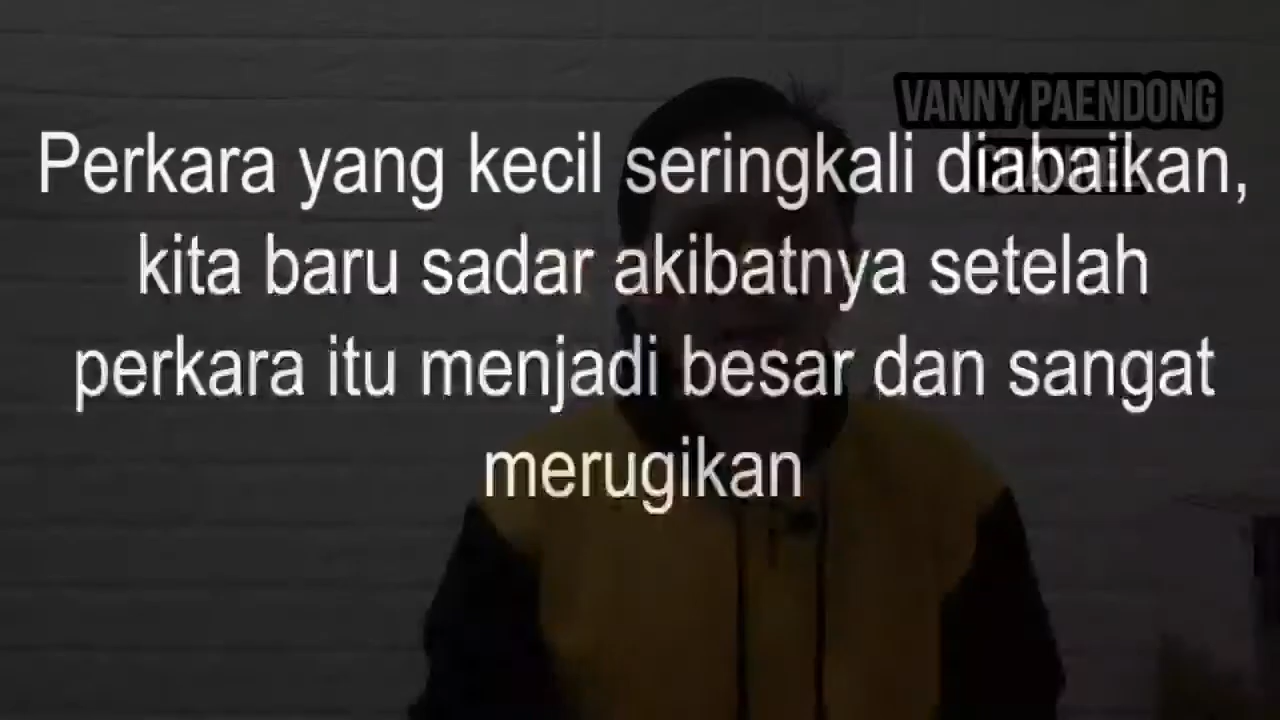 VANNY PAENDONG
CHANNEL
Perkara yang kecil seringkali diabaikan,
kita baru sadar akibatnya setelah
perkara itu menjadi besar dan sangat
merugikan